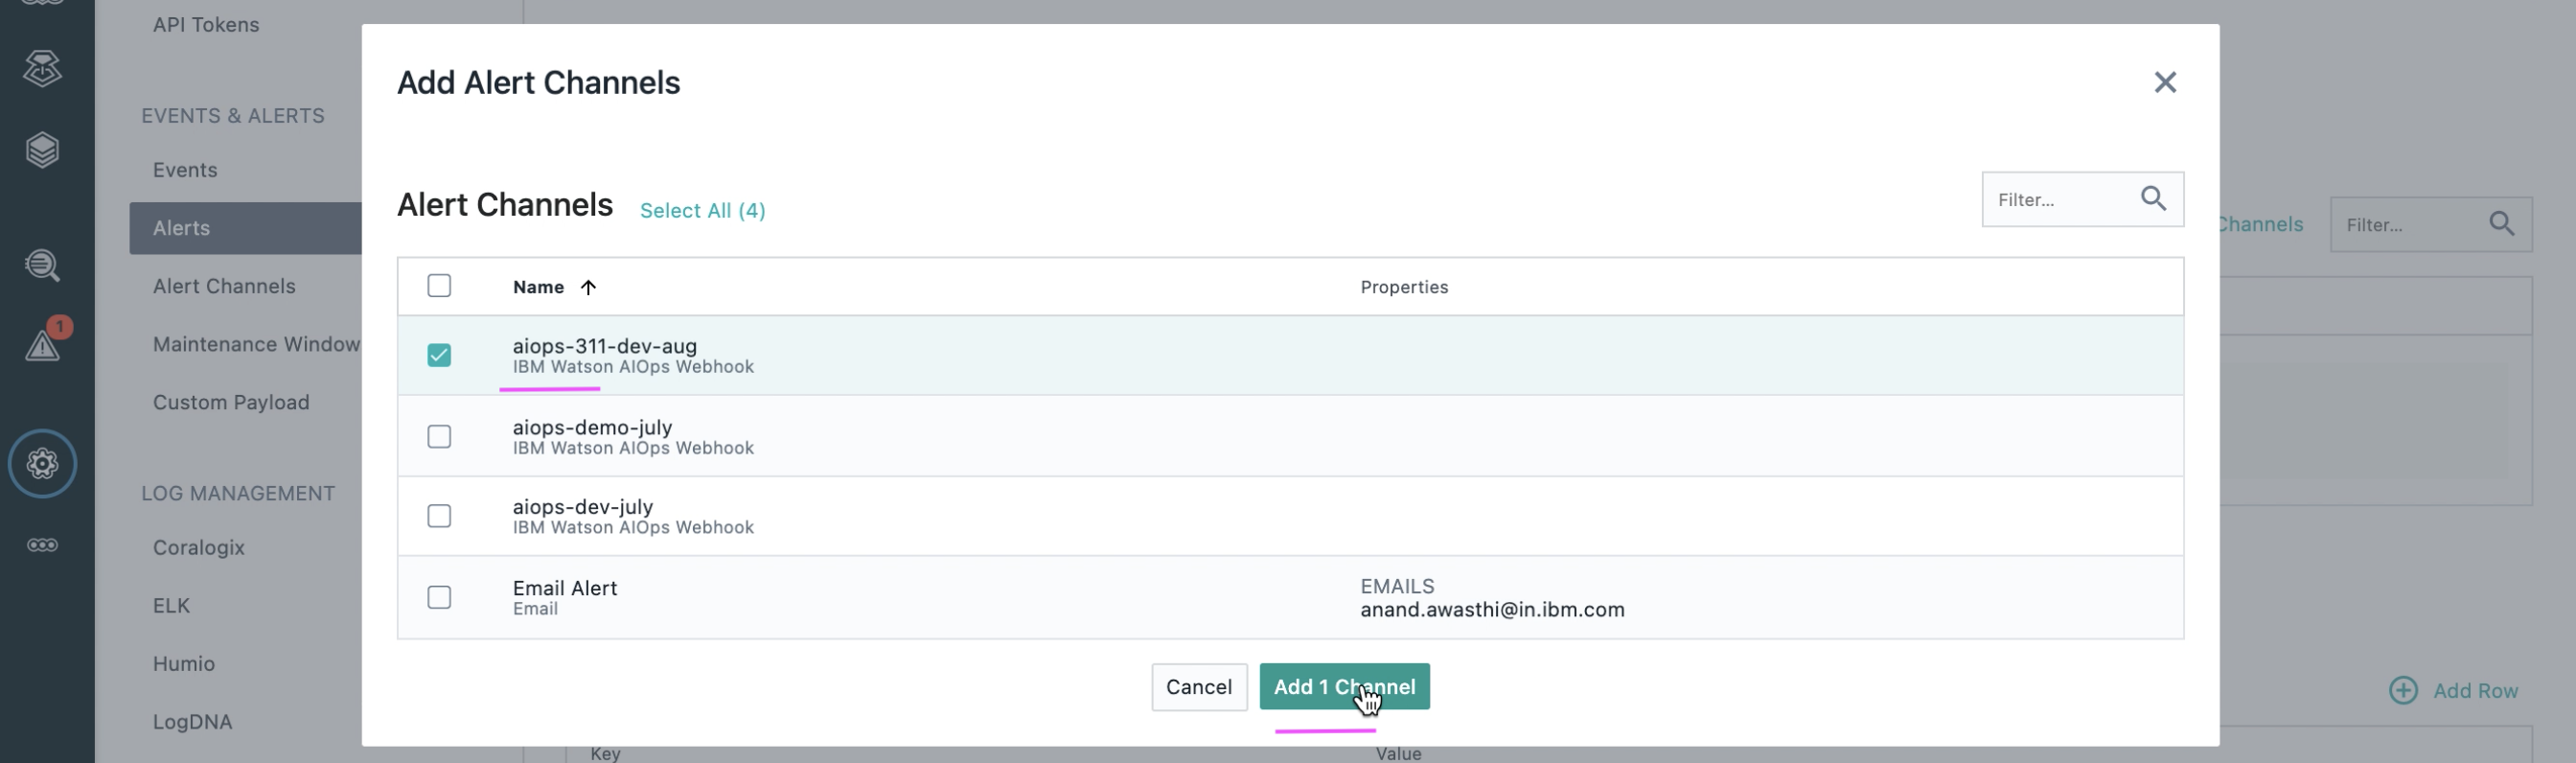 API Tokens
EVENTS & ALERTS
Events
Alerts
Alert Channels
Maintenance Window
Custom Payload
LOG MANAGEMENT
Coralogix
ELK
Humio
LogDNA
1
Add Alert Channels
Alert Channels Select All (4)
Filter...
Name Properties
aiops-311-dev-aug
IBM Watson AIOps Webhook
aiops-demo-july
IBM Watson AIOps Webhook
aiops-dev-july
IBM Watson AIOps Webhook
Email Alert
Email
EMAILS
anand.awasthi@in.ibm.com
Cancel Add 1 Channel
Channels Filter...
Add Row
Key Value